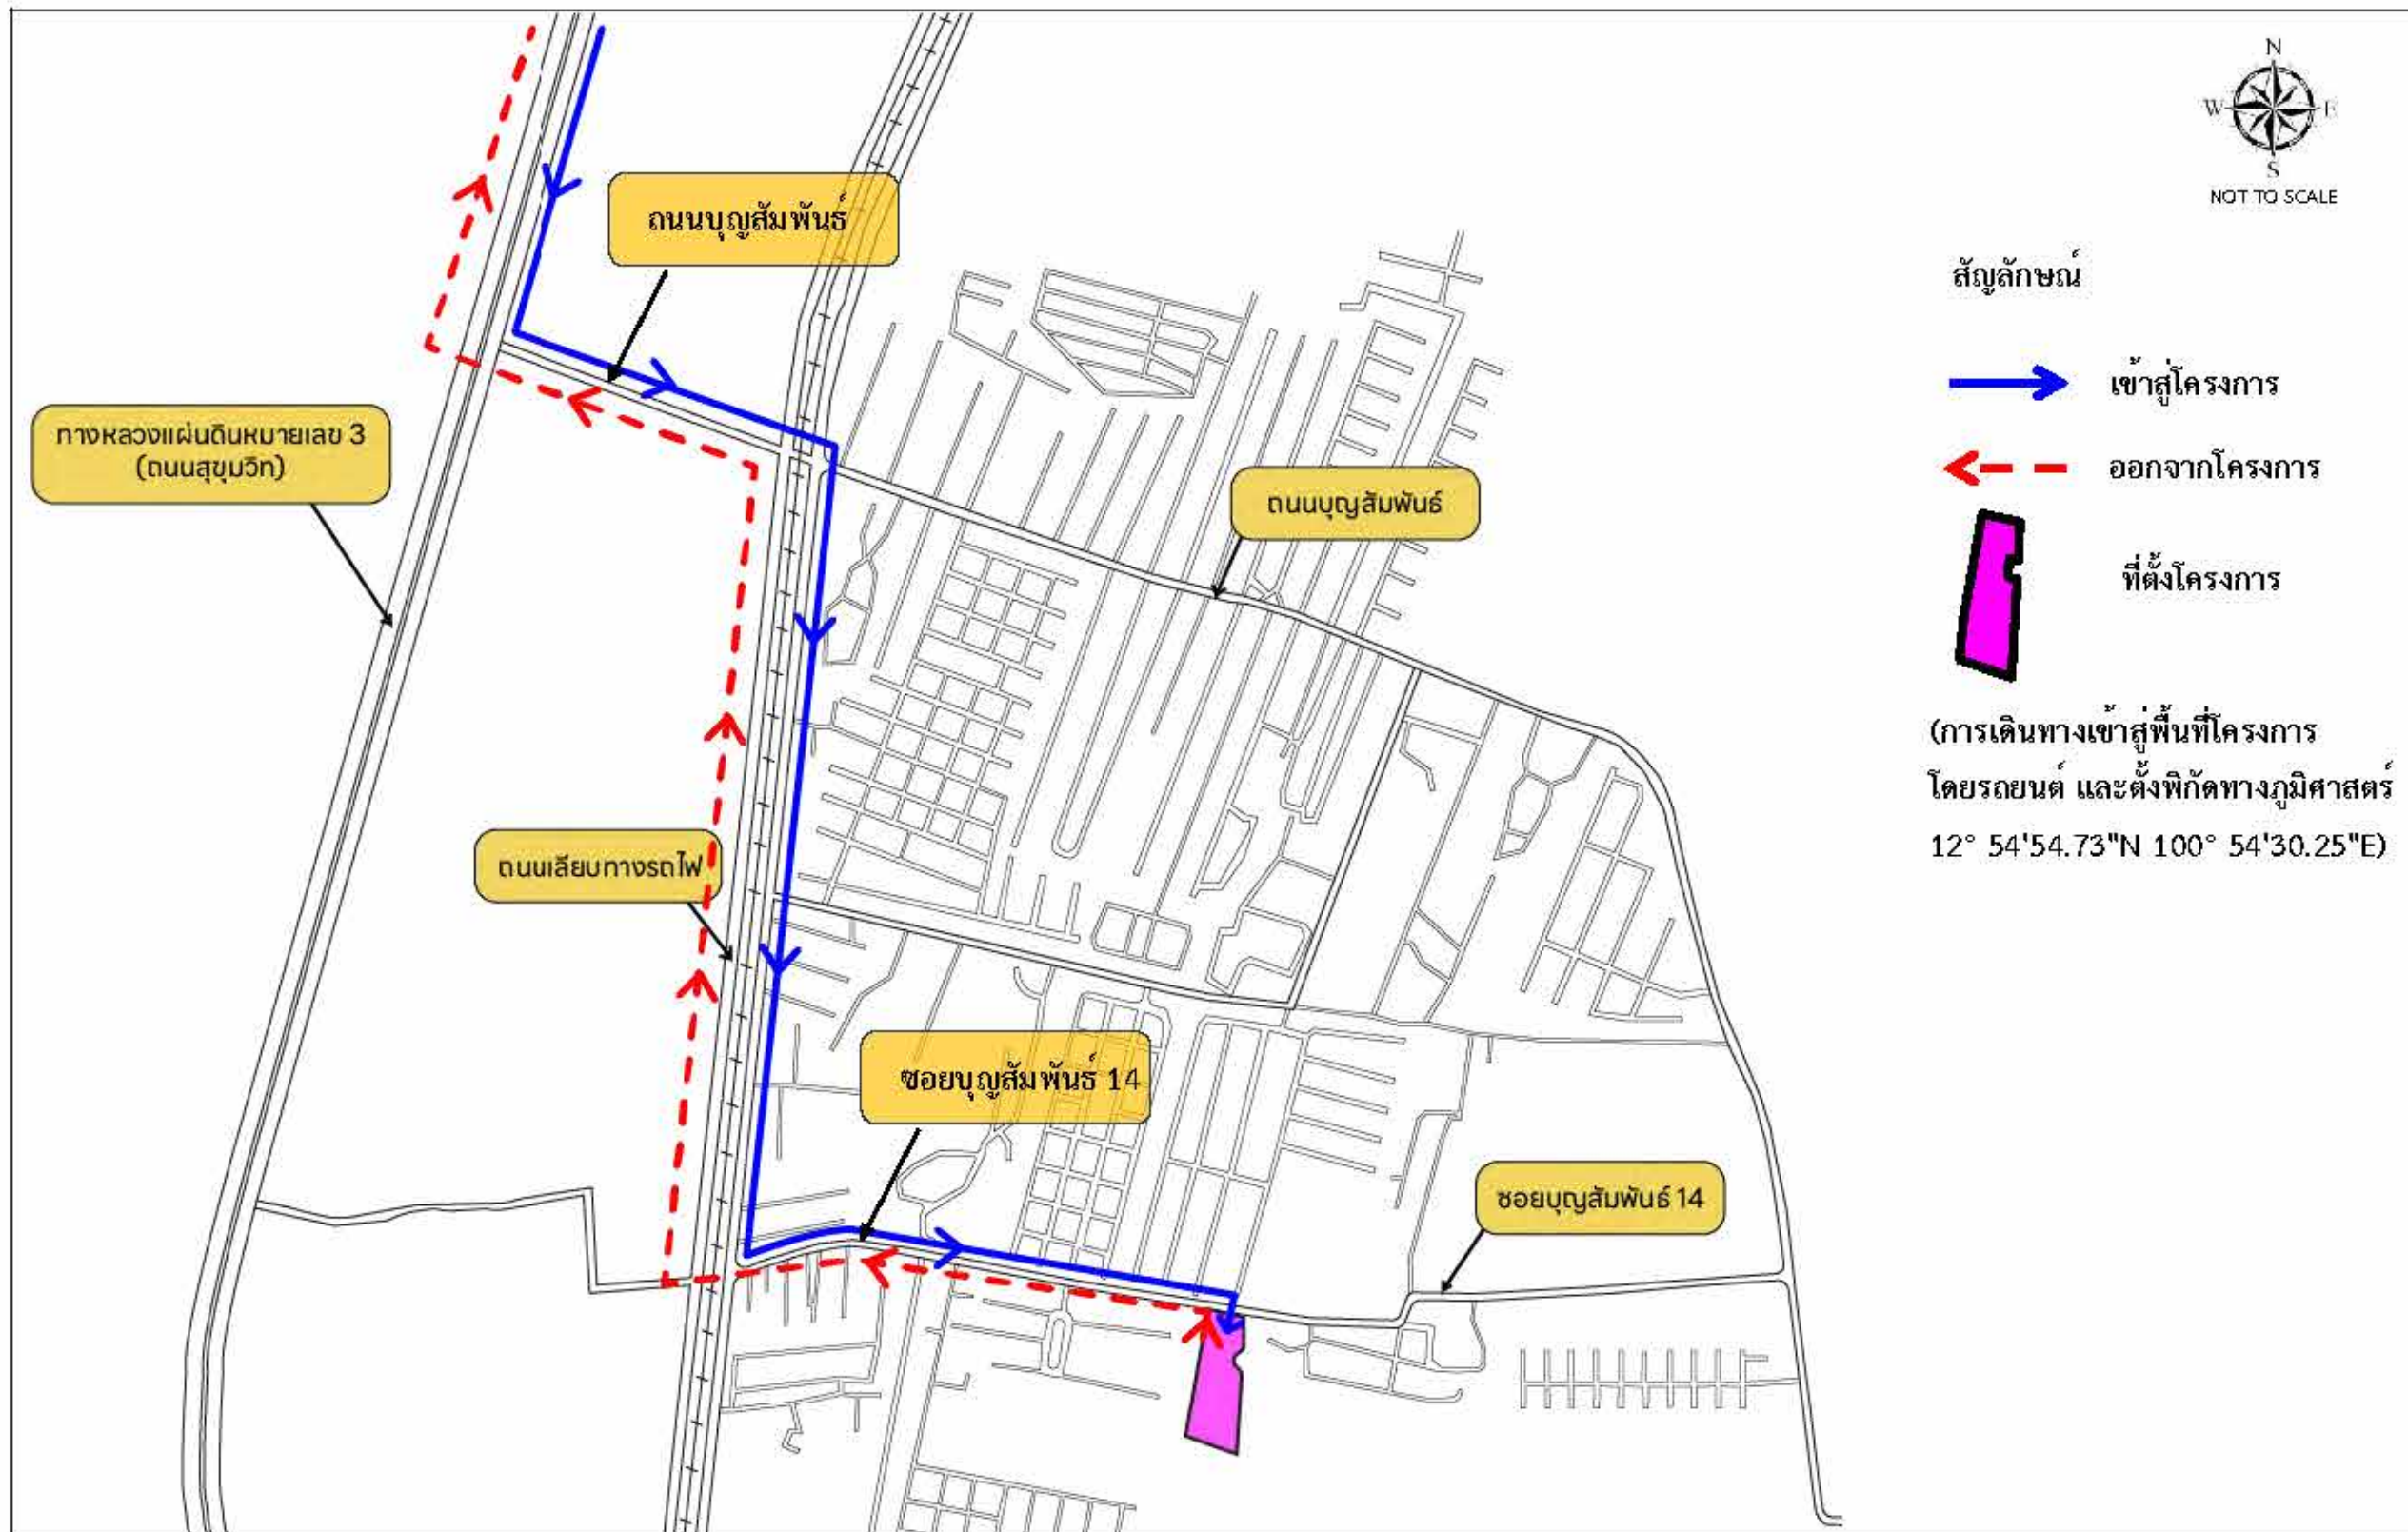 N
W E
S
NOT TO SCALE
ถนนบุญสัมพันธ์
สัญลักษณ์
เข้าสู่โครงการ
ทางหลวงแผ่นดินหมายเลข 3
(ถนนสุขุมวิท)
ออกจากโครงการ
ถนนบุญสัมพันธ์
ที่ตั้งโครงการ
(การเดินทางเข้าสู่พื้นที่โครงการ
โดยรถยนต์ และตั้งพิกัดทางภูมิศาสตร์
12° 54'54.73"N 100° 54'30.25"E)
ถนนเลียบทางรถไฟ
ซอยบุญสัมพันธ์ 14
ซอยบุญสัมพันธ์ 14